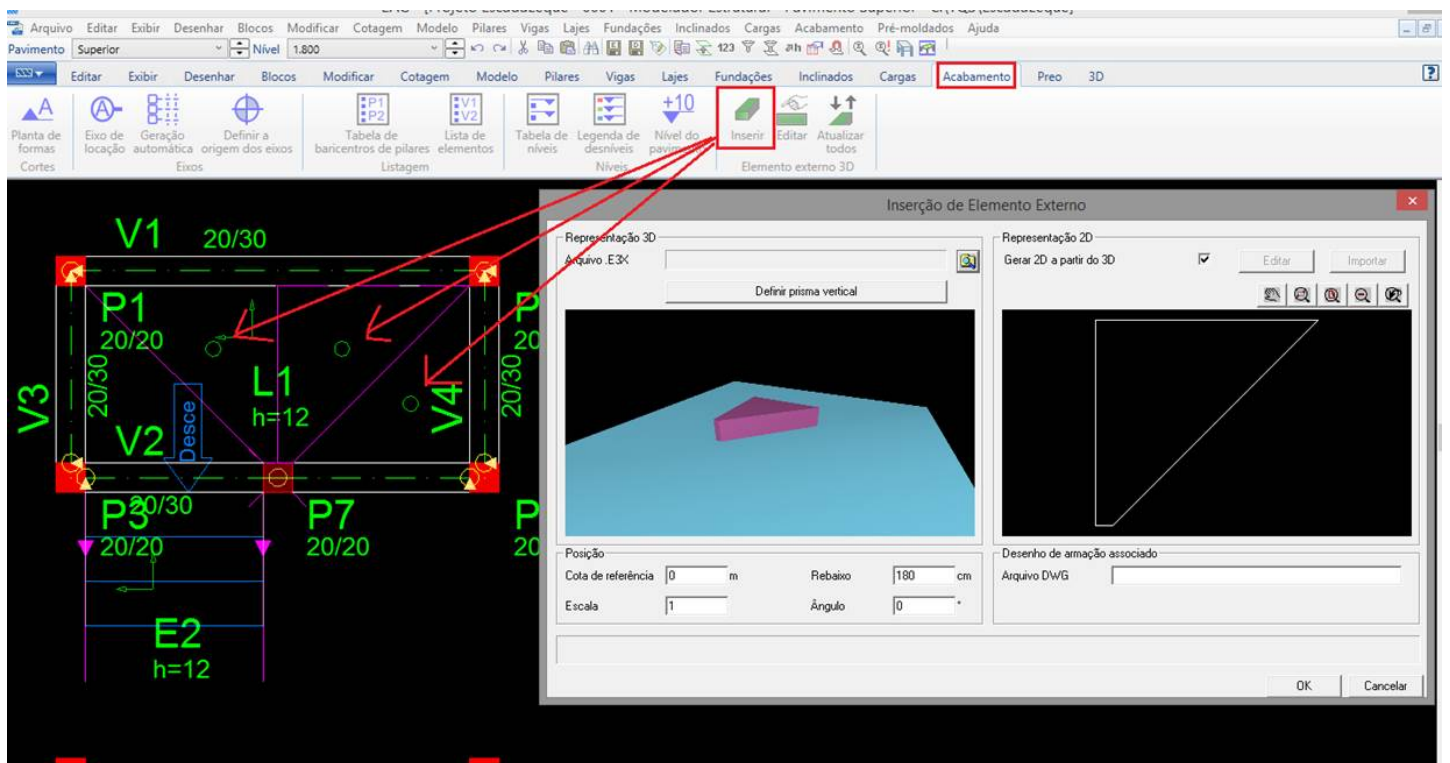 Arquivo Editar Exibir Desenhar Blocos Modificar Cotagem Modelo Pilares Vigas Lajes Fundações Inclinados Cargas Acabamento Pré-moldados Ajuda
Pavimento Superior Nível 1.800 123
Editar Exibir Desenhar Blocos Modificar Cotagem Modelo Pilares Vigas Lajes Fundações Inclinados Cargas Acabamento Preo 3D
A A P1 P2 V1 V2 +10
Planta de formas Eixo de locação Geração automática Definir a origem dos eixos Tabela de baricentros de pilares Lista de elementos Tabela de níveis Legenda de desníveis Nível do Inserir Editar Atualizar todos
Cortes Eixos Listagem Níveis Elemento externo 3D
V1 20/30
P1
20/20
V3
20/30
L1
h=12
V2
Desce
V4
20/30
P
20
20/30
P3
20/20
P7
20/20
P
20
E2
h=12
Inserção de Elemento Externo
Representação 3D
Arquivo .E3X
Definir prisma vertical
Representação 2D
Gerar 2D a partir do 3D Editar Importar
Posição
Cota de referência 0 m Rebaixo 180 cm
Escala 1 Ângulo 0 °
Desenho de armação associado
Arquivo DWG
OK Cancelar